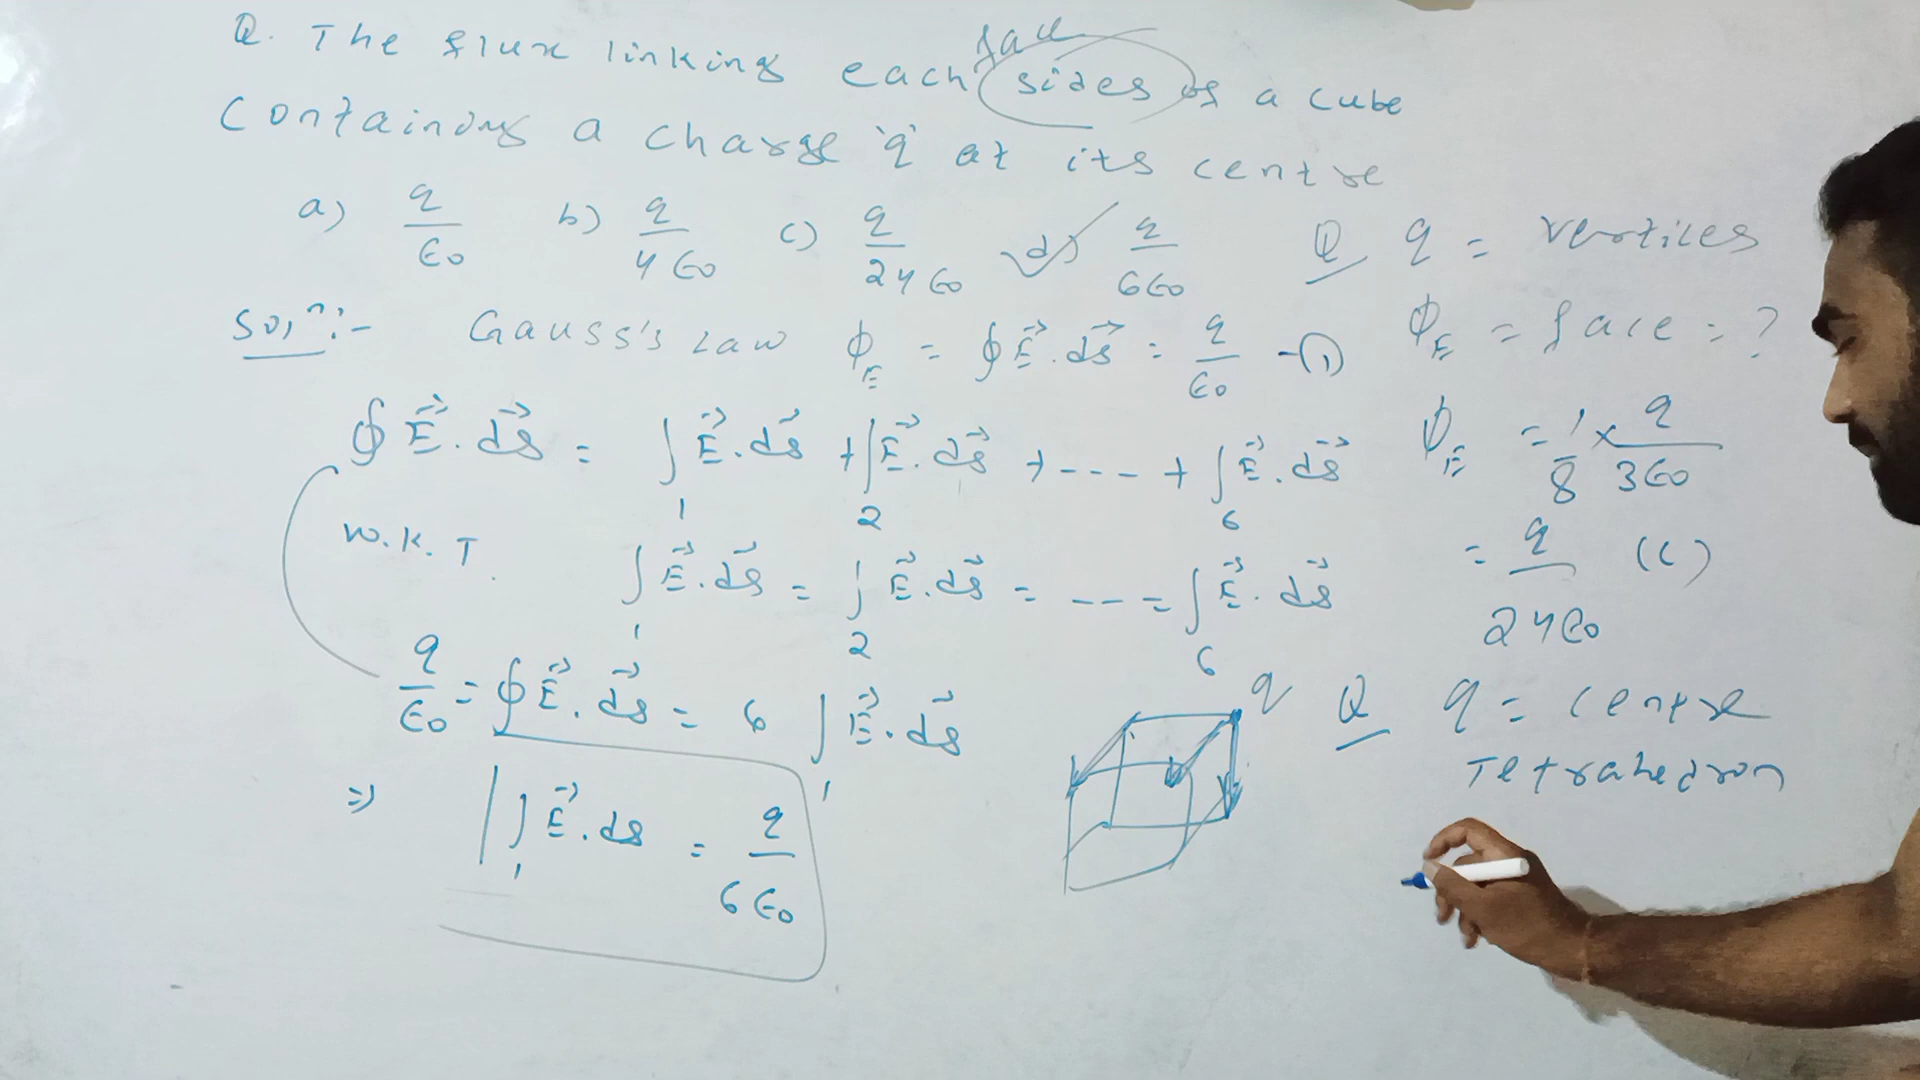 face
Q. The flux linking each sides of a cube
Containing a charge 'q' at its centre
a) q/ϵ₀ b) q/4ϵ₀ c) q/24ϵ₀ d) q/6ϵ₀
Solⁿ:- Gauss's Law ϕ_E = ∮E⃗.ds⃗ = q/ϵ₀ -①
∮E⃗.ds⃗ = ∫₁E⃗.ds⃗ + ∫₂E⃗.ds⃗ + ---- + ∫₆E⃗.ds⃗
W.K.T. ∫₁E⃗.ds⃗ = ∫₂E⃗.ds⃗ = --- = ∫₆E⃗.ds⃗
q/ϵ₀ = ∮E⃗.ds⃗ = 6 ∫₁E⃗.ds⃗
⇒ ∫₁E⃗.ds = q/6ϵ₀
q
Q q = vertices
ϕ_E = face = ?
ϕ_E = 1/8 × q/3ϵ₀
= q/24ϵ₀ (C)
Q q = centre
Tetrahedron